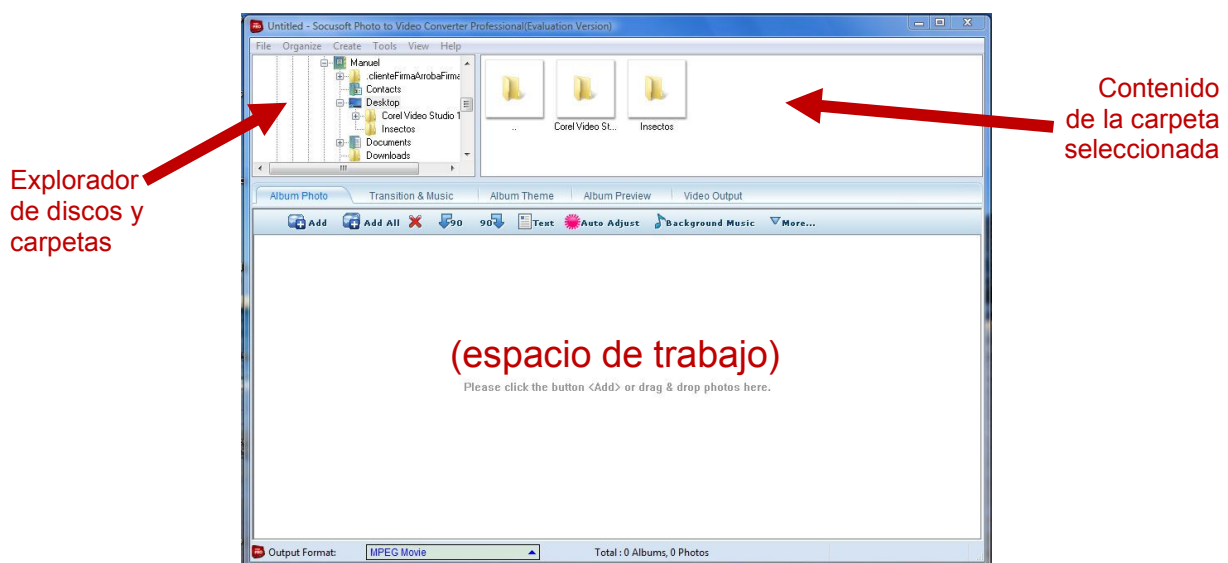 Untitled - Socusoft Photo to Video Converter Professional(Evaluation Version)
File Organize Create Tools View Help
Manuel
.clienteFirmaArrobaFirma
Contacts
Desktop
Corel Video Studio 1
Insectos
Documents
Downloads
..
Corel Video St...
Insectos
Contenido
de la carpeta
seleccionada
Explorador
de discos y
carpetas
Album Photo Transition & Music Album Theme Album Preview Video Output
Add Add All 90 90 Text Auto Adjust Background Music More...
(espacio de trabajo)
Please click the button <Add> or drag & drop photos here.
Output Format: MPEG Movie Total : 0 Albums, 0 Photos